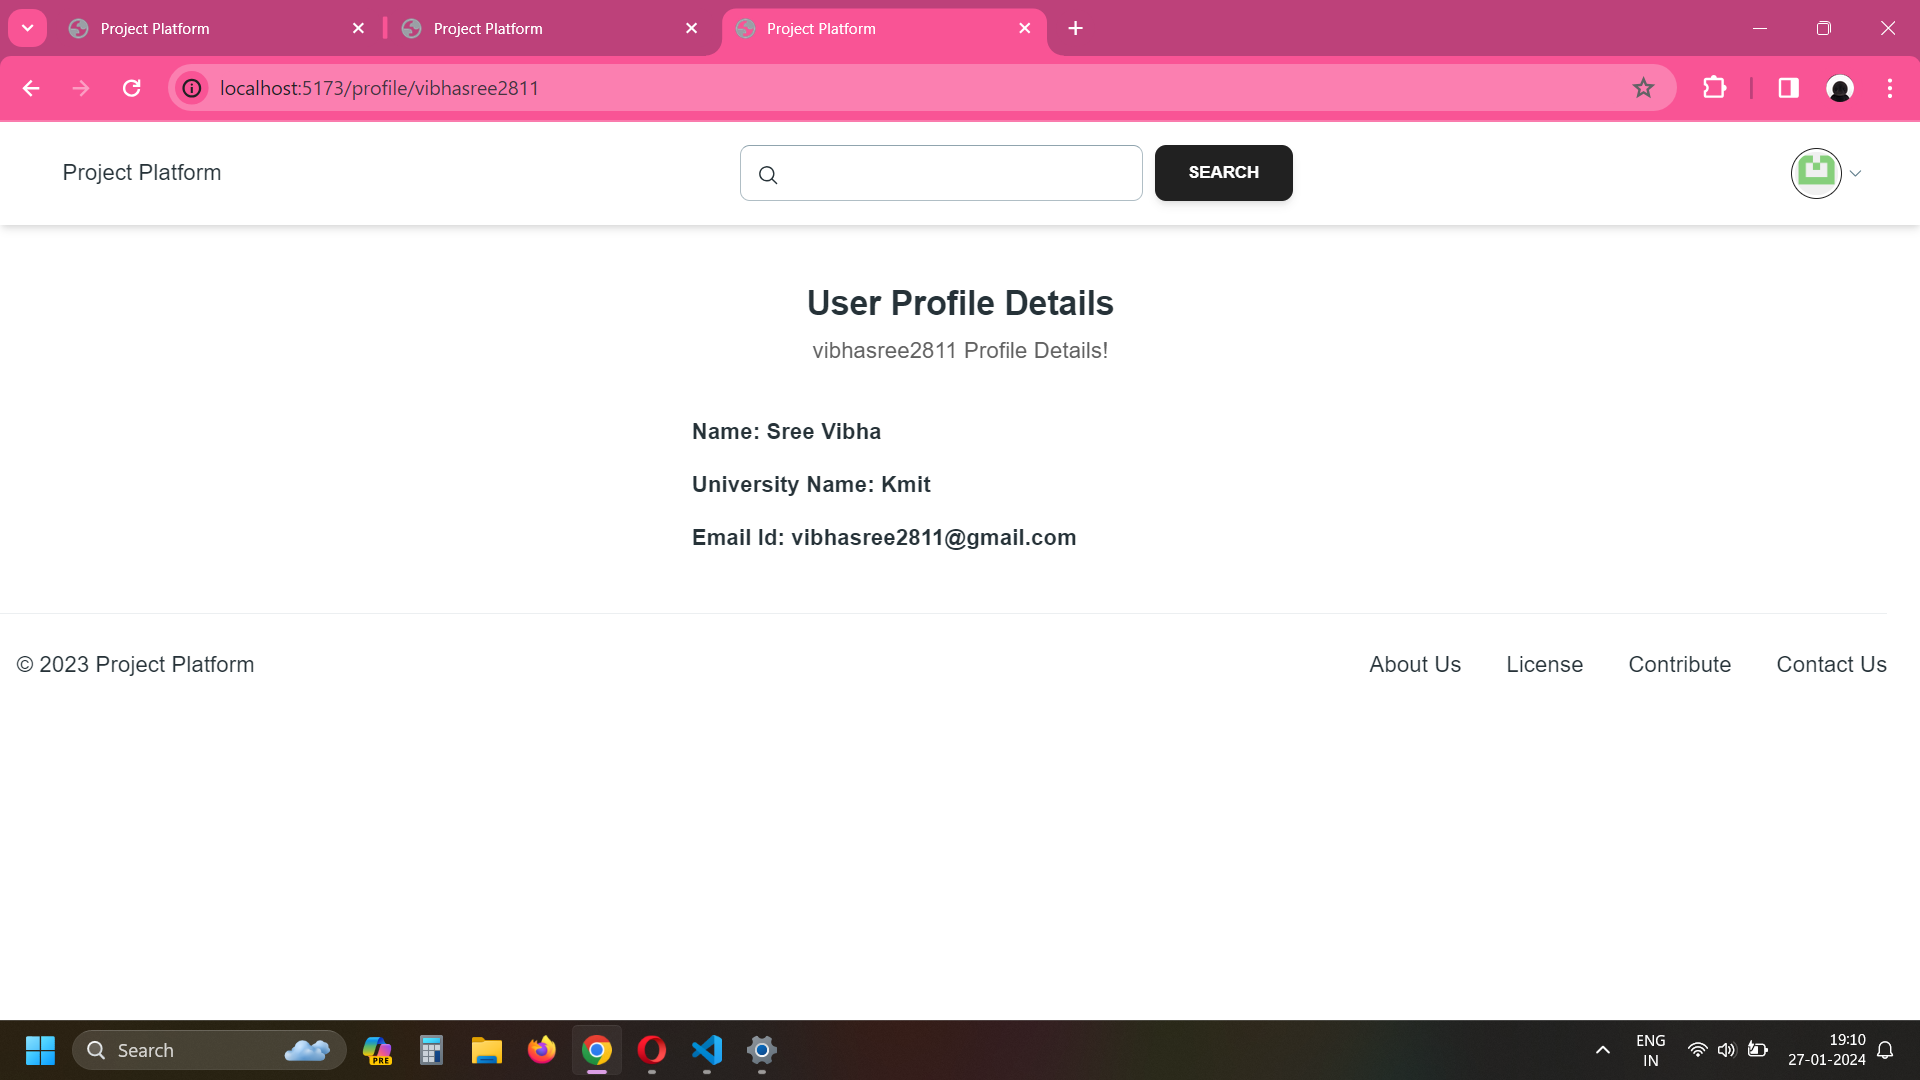 Project Platform
Project Platform
Project Platform
localhost:5173/profile/vibhasree2811
Project Platform
SEARCH
User Profile Details
vibhasree2811 Profile Details!
Name: Sree Vibha
University Name: Kmit
Email Id: vibhasree2811@gmail.com
© 2023 Project Platform
About Us
License
Contribute
Contact Us
Search
PRE
ENG
IN
19:10
27-01-2024